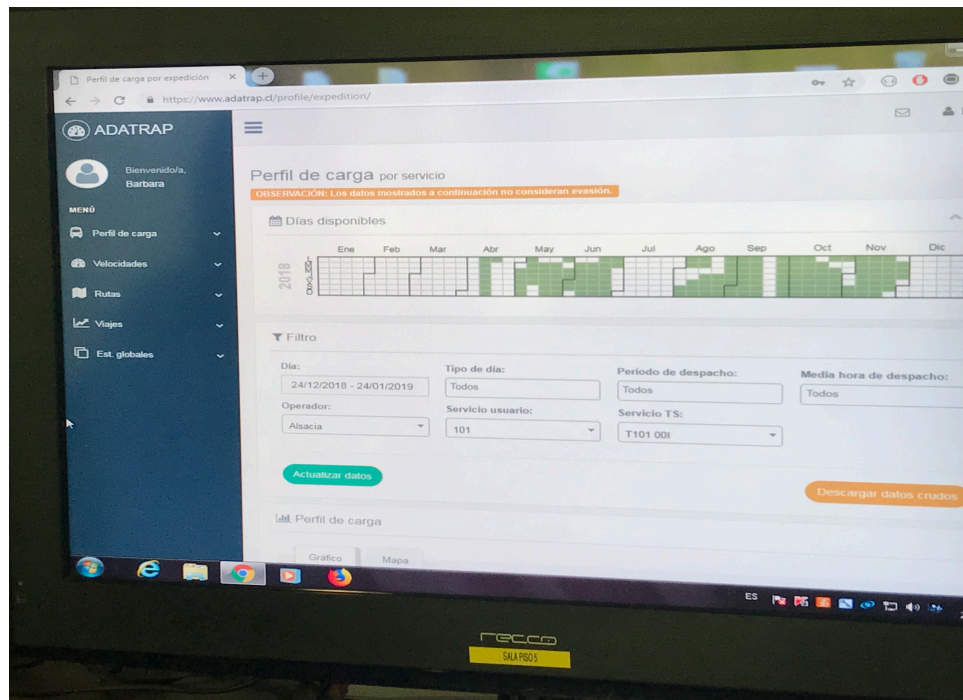 Perfil de carga por expedición
https://www.adatrap.cl/profile/expedition/
ADATRAP
Bienvenido/a,
Barbara
MENÚ
Perfil de carga
Velocidades
Rutas
Viajes
Est. globales
Perfil de carga por servicio
OBSERVACIÓN: Los datos mostrados a continuación no consideran evasión.
Días disponibles
Ene Feb Mar Abr May Jun Jul Ago Sep Oct Nov Dic
2018
Filtro
Día: Tipo de día: Periodo de despacho: Media hora de despacho:
24/12/2018 - 24/01/2019 Todos Todos Todos
Operador: Servicio usuario: Servicio TS:
Alsacia 101 T101 00I
Actualizar datos
Descargar datos crudos
Perfil de carga
Gráfico Mapa
ES
recco
SALA PISO 5